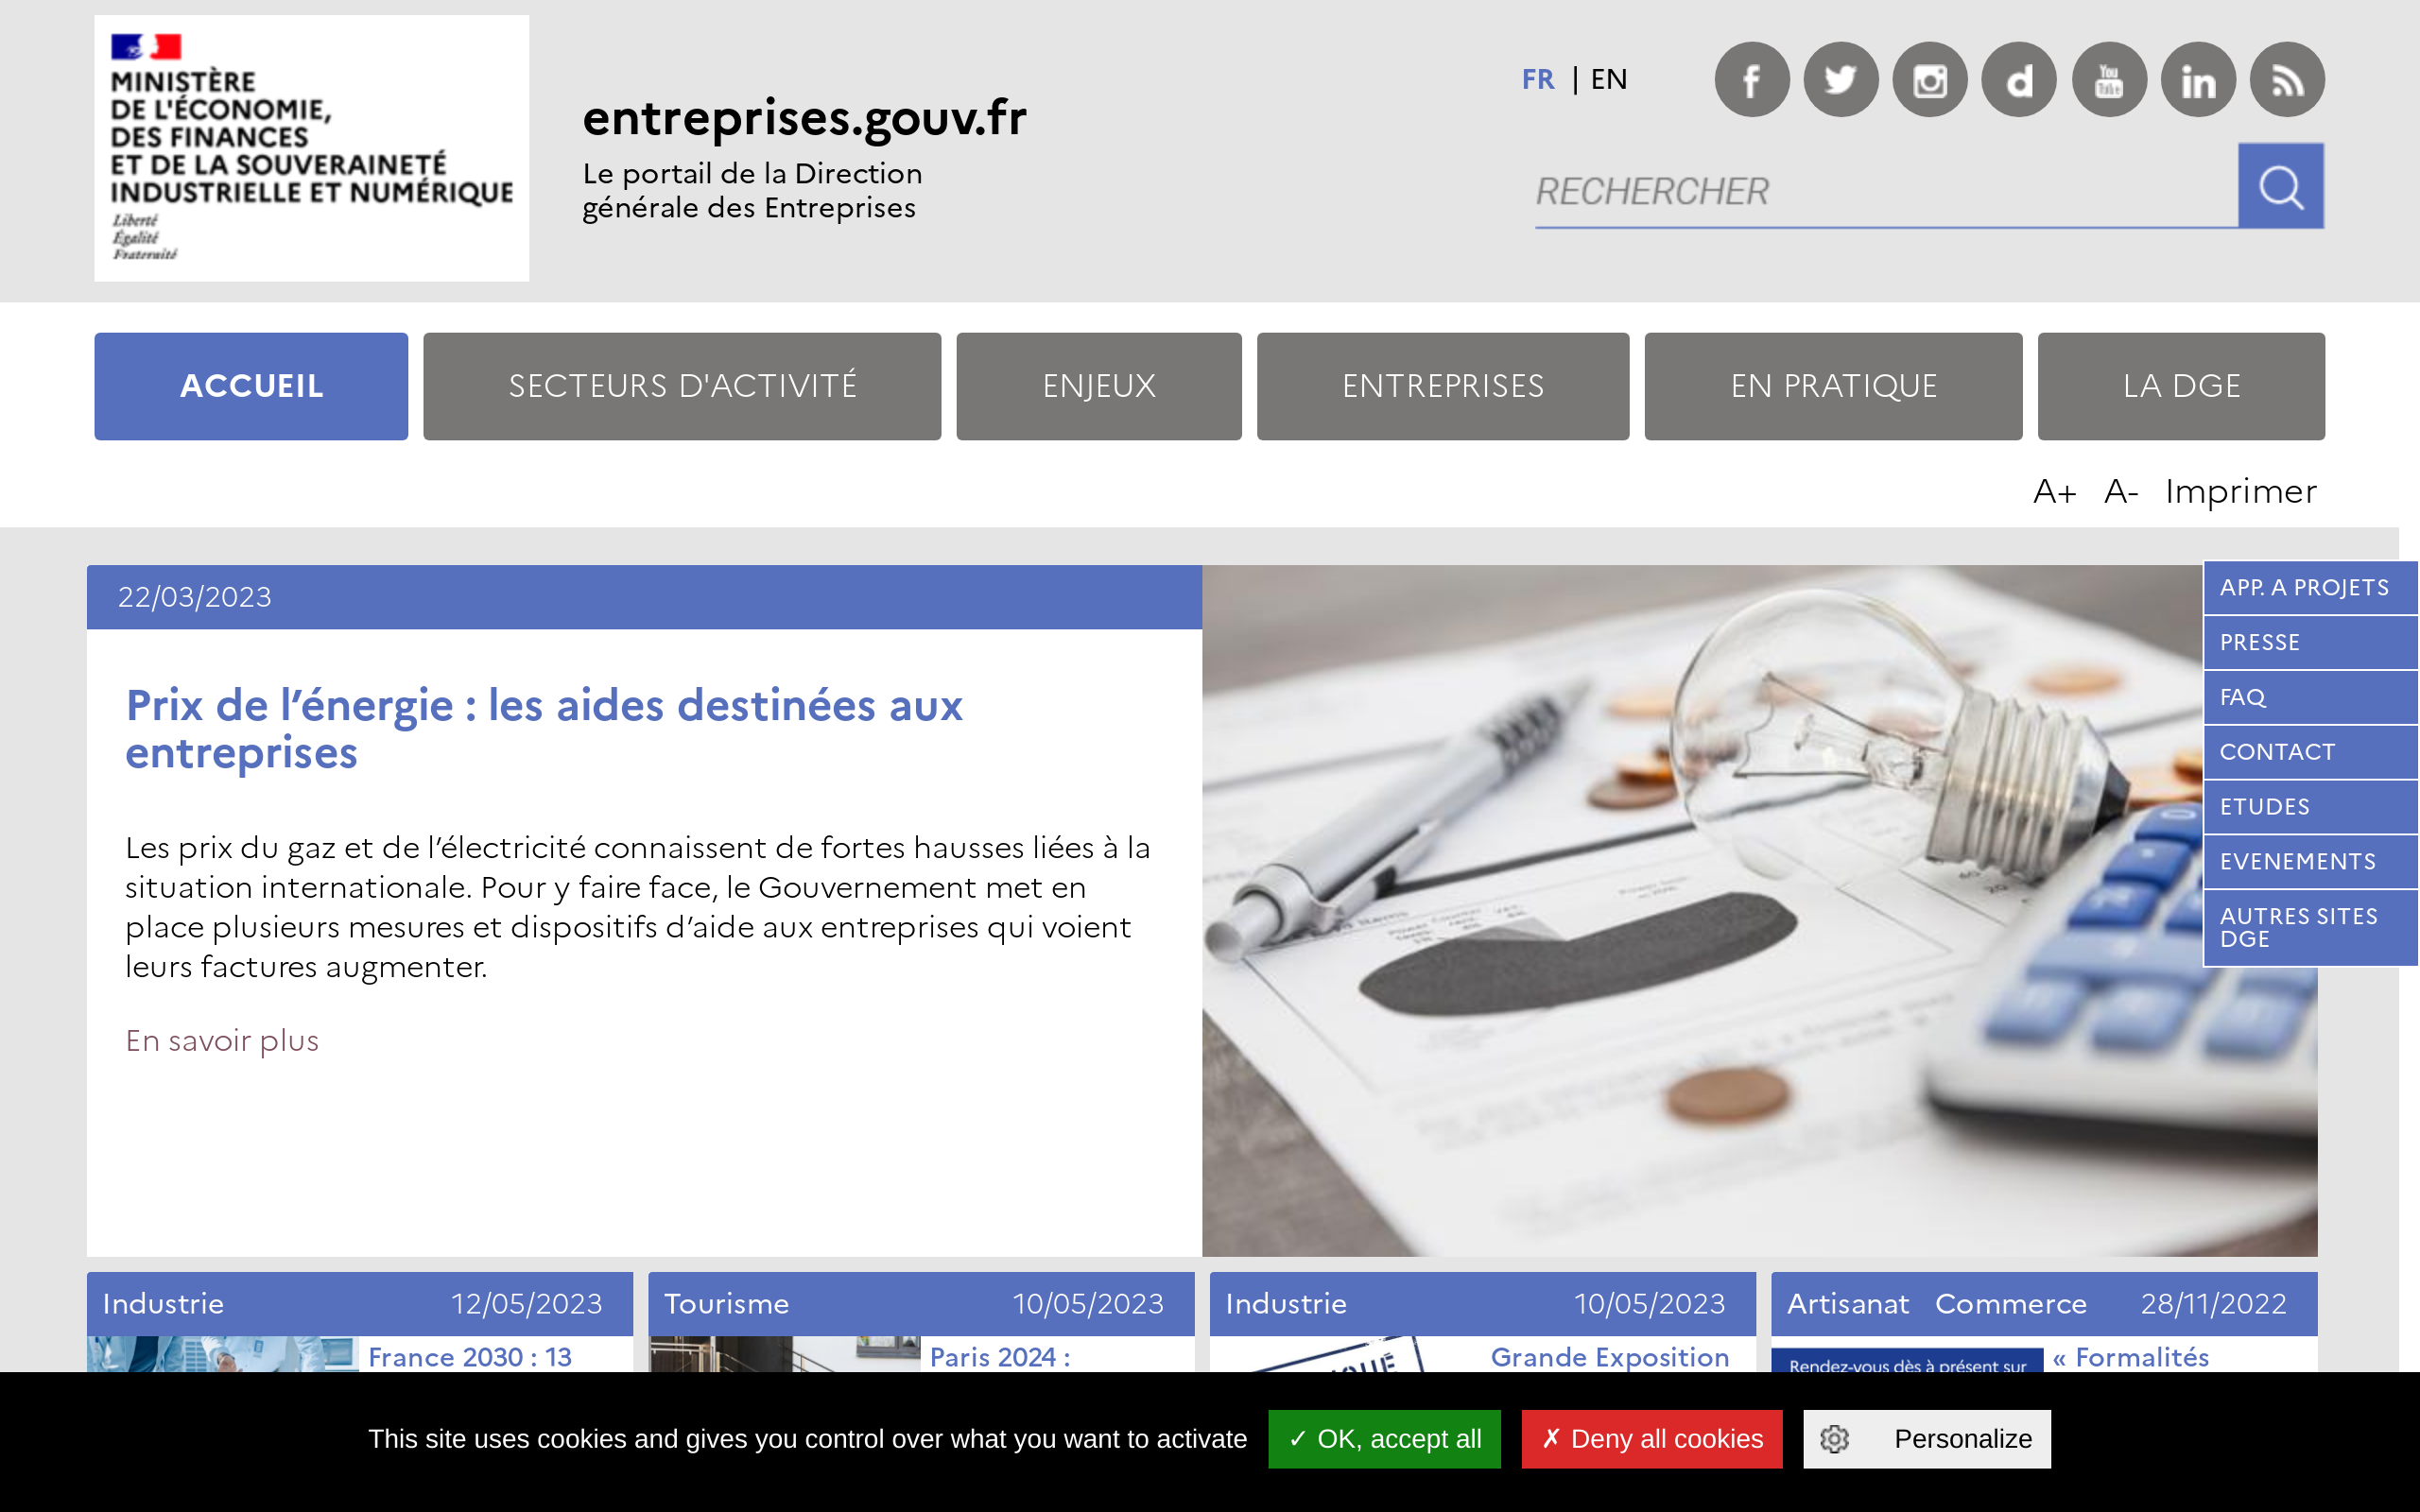 MINISTÈRE
DE L'ÉCONOMIE,
DES FINANCES
ET DE LA SOUVERAINETÉ
INDUSTRIELLE ET NUMÉRIQUE
Liberté
Égalité
Fraternité
entreprises.gouv.fr
Le portail de la Direction
générale des Entreprises
FR | EN
You
Tube
RECHERCHER
ACCUEIL
SECTEURS D'ACTIVITÉ
ENJEUX
ENTREPRISES
EN PRATIQUE
LA DGE
A+ A- Imprimer
22/03/2023
Prix de l’énergie : les aides destinées aux
entreprises
Les prix du gaz et de l’électricité connaissent de fortes hausses liées à la
situation internationale. Pour y faire face, le Gouvernement met en
place plusieurs mesures et dispositifs d’aide aux entreprises qui voient
leurs factures augmenter.
En savoir plus
APP. A PROJETS
PRESSE
FAQ
CONTACT
ETUDES
EVENEMENTS
AUTRES SITES
DGE
Industrie 12/05/2023
France 2030 : 13
Tourisme 10/05/2023
Paris 2024 :
Industrie 10/05/2023
Grande Exposition
Artisanat Commerce 28/11/2022
Rendez-vous dès à présent sur
« Formalités
This site uses cookies and gives you control over what you want to activate
✓ OK, accept all
✗ Deny all cookies
Personalize